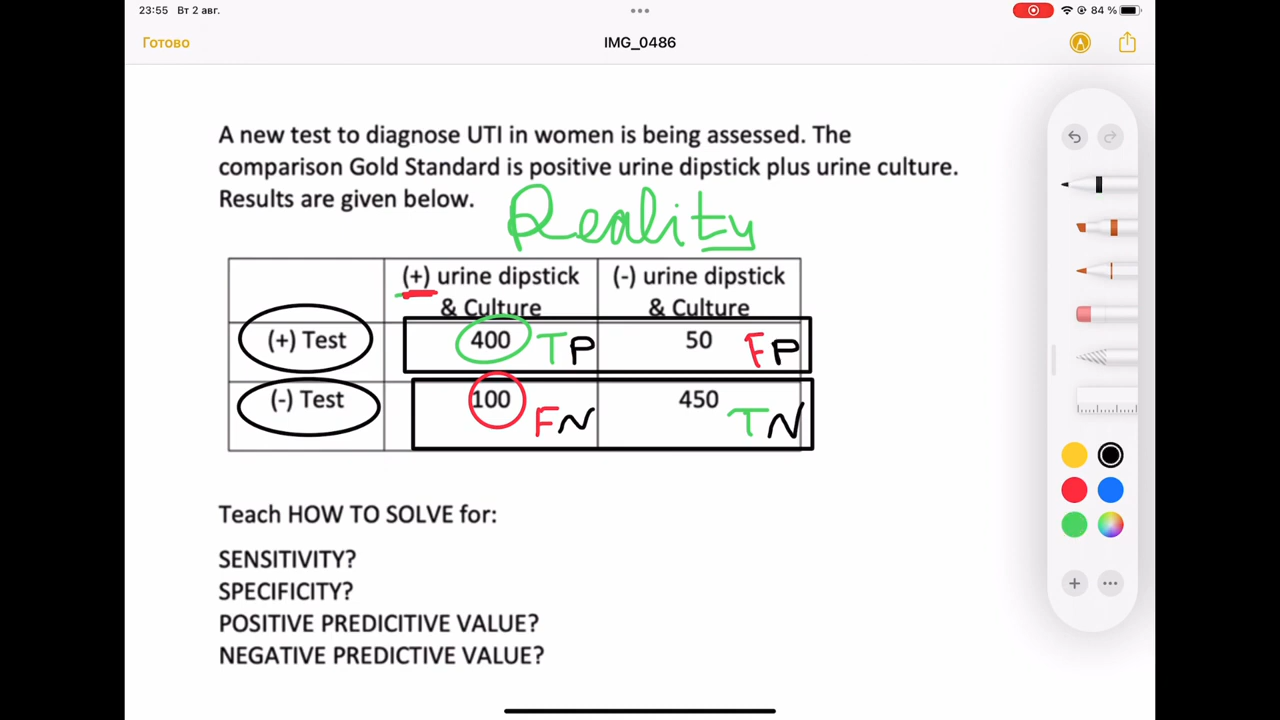 23:55 Вт 2 авг.
84 %
Готово
IMG_0486
A new test to diagnose UTI in women is being assessed. The
comparison Gold Standard is positive urine dipstick plus urine culture.
Results are given below.
Reality
(+) urine dipstick & Culture
(-) urine dipstick & Culture
(+) Test 400 TP 50 FP
(-) Test 100 FN 450 TN
Teach HOW TO SOLVE for:
SENSITIVITY?
SPECIFICITY?
POSITIVE PREDICITIVE VALUE?
NEGATIVE PREDICTIVE VALUE?